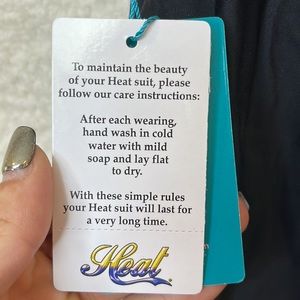 To maintain the beauty
of your Heat suit, please
follow our care instructions:
After each wearing,
hand wash in cold
water with mild
soap and lay flat
to dry.
With these simple rules
your Heat suit will last for
a very long time.
Heat